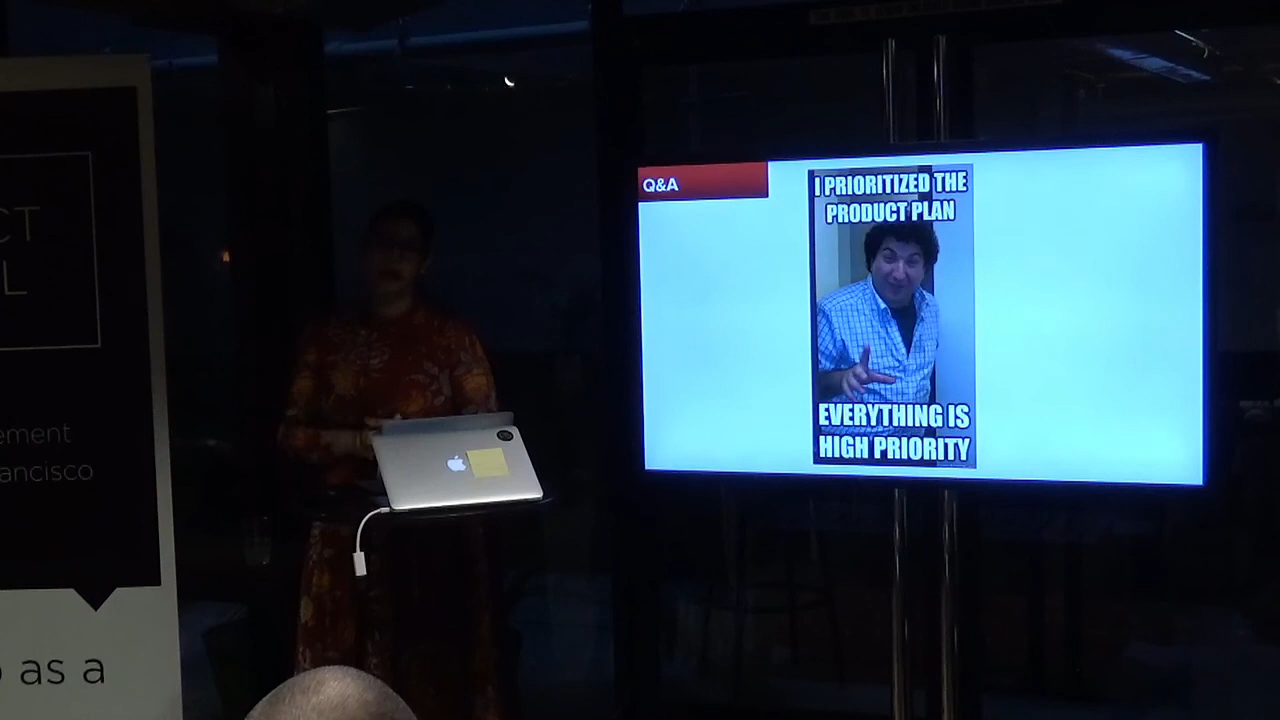 CT
L
ement
ancisco
as a
Q&A
I PRIORITIZED THE
PRODUCT PLAN
EVERYTHING IS
HIGH PRIORITY